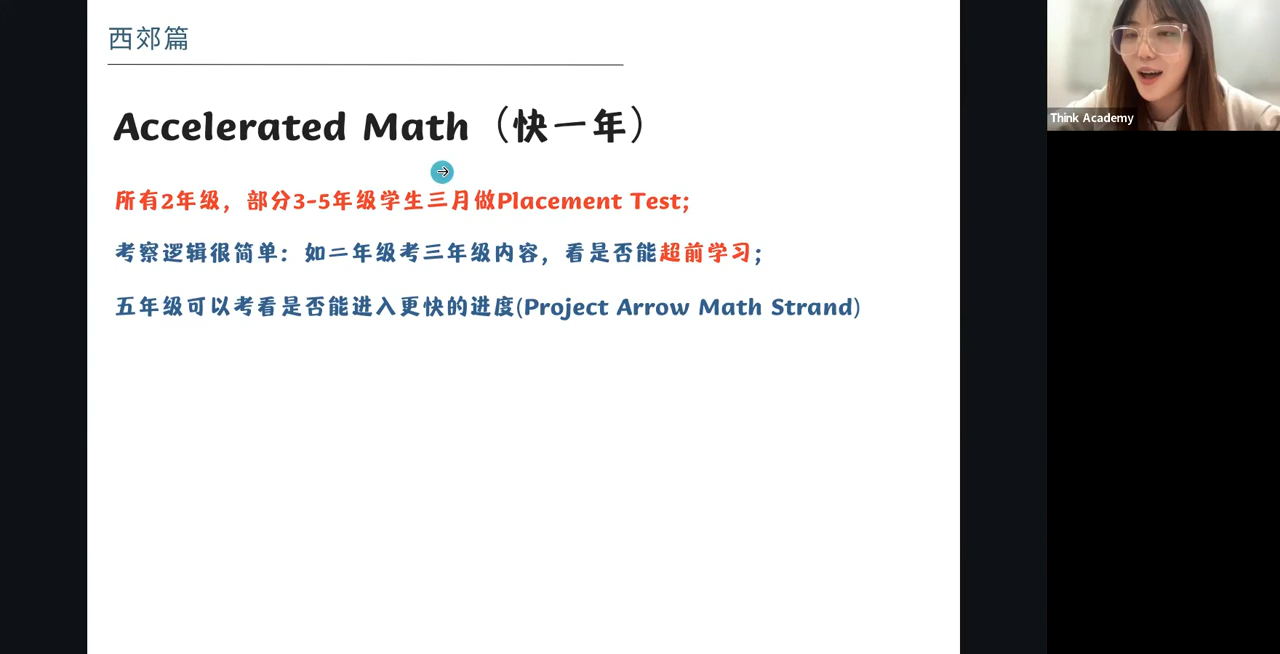 西郊篇
Accelerated Math（快一年）
所有2年级，部分3-5年级学生三月做Placement Test;
考察逻辑很简单：如二年级考三年级内容，看是否能超前学习；
五年级可以考看是否能进入更快的进度(Project Arrow Math Strand)
Think Academy